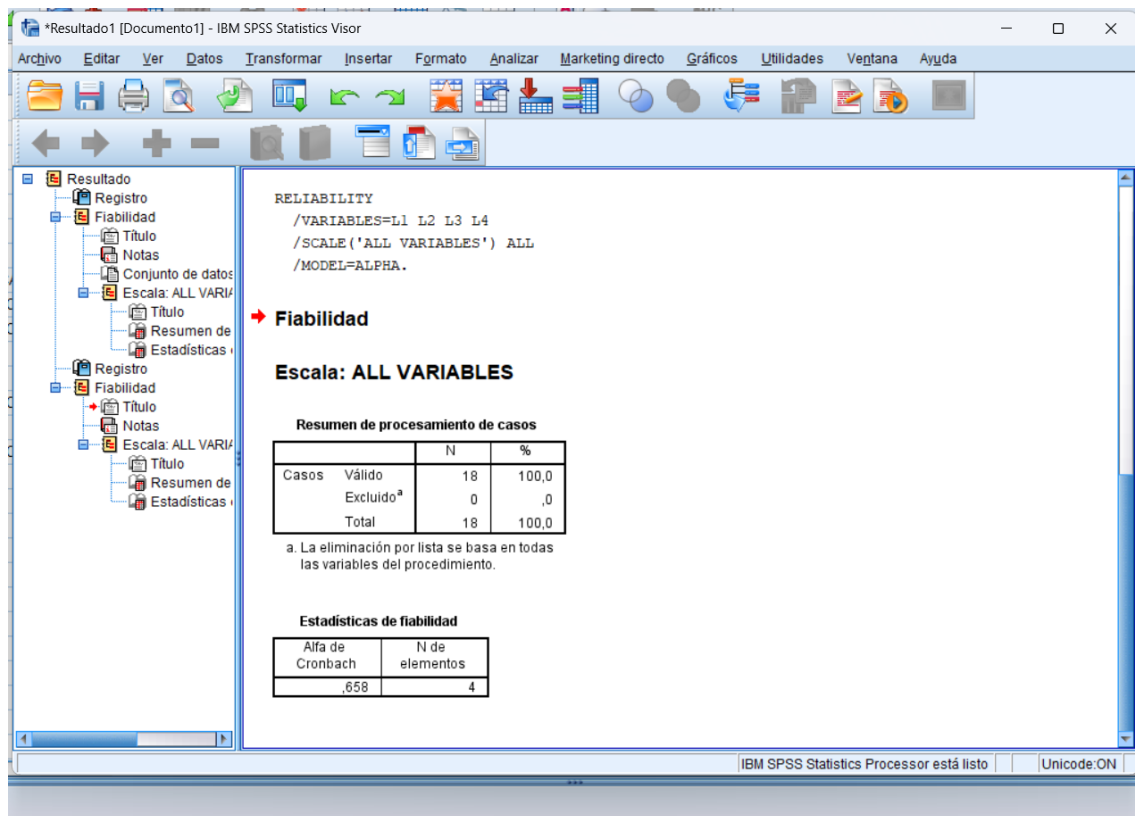 *Resultado1 [Documento1] - IBM SPSS Statistics Visor
Archivo Editar Ver Datos Transformar Insertar Formato Analizar Marketing directo Gráficos Utilidades Ventana Ayuda
Resultado
Registro
Fiabilidad
Título
Notas
Conjunto de datos
Escala: ALL VARIA
Título
Resumen de
Estadísticas
Registro
Fiabilidad
Título
Notas
Escala: ALL VARIA
Título
Resumen de
Estadísticas
RELIABILITY
/VARIABLES=L1 L2 L3 L4
/SCALE('ALL VARIABLES') ALL
/MODEL=ALPHA.
Fiabilidad
Escala: ALL VARIABLES
Resumen de procesamiento de casos
N %
Casos Válido 18 100,0
Excluidoª 0 ,0
Total 18 100,0
a. La eliminación por lista se basa en todas
las variables del procedimiento.
Estadísticas de fiabilidad
Alfa de N de
Cronbach elementos
,658 4
IBM SPSS Statistics Processor está listo Unicode:ON